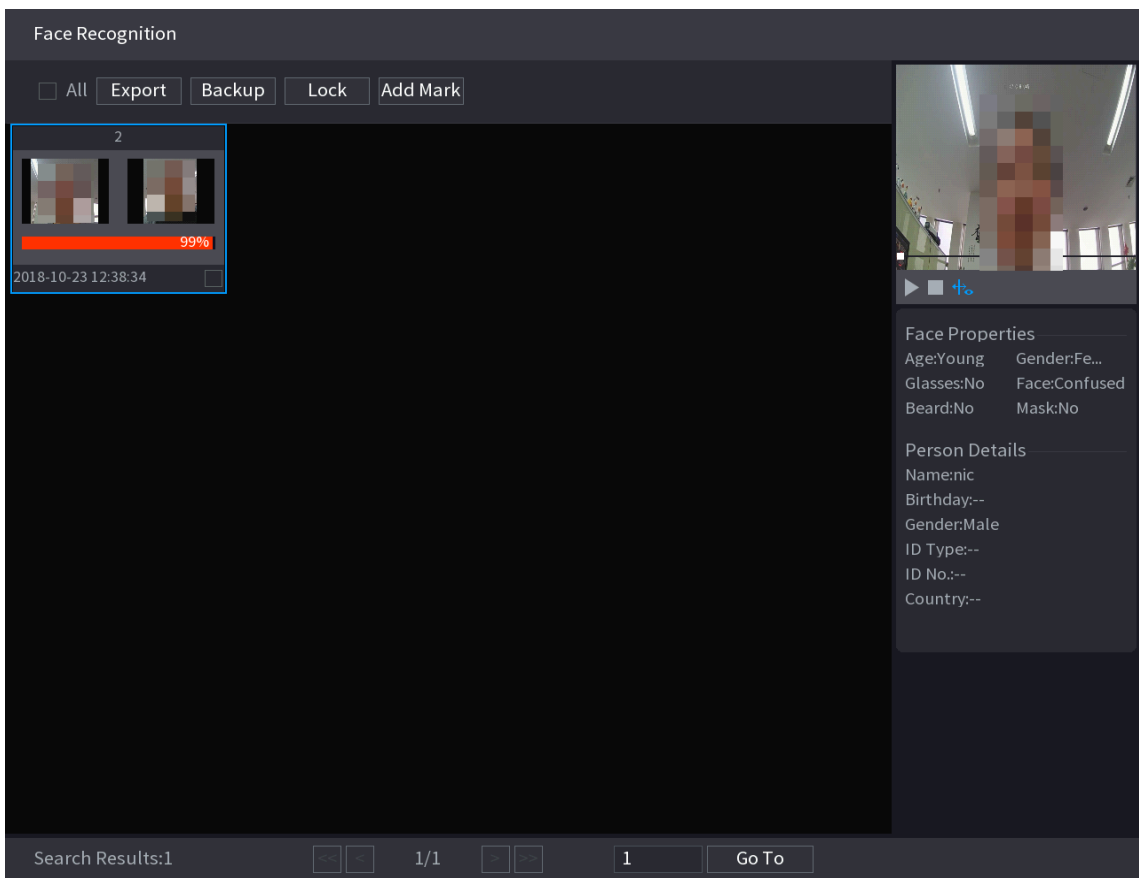 Face Recognition
All Export Backup Lock Add Mark
2
99%
2018-10-23 12:38:34
Face Properties
Age:Young Gender:Fe...
Glasses:No Face:Confused
Beard:No Mask:No
Person Details
Name:nic
Birthday:--
Gender:Male
ID Type:--
ID No.:--
Country:--
Search Results:1 << < 1/1 > >> 1 Go To